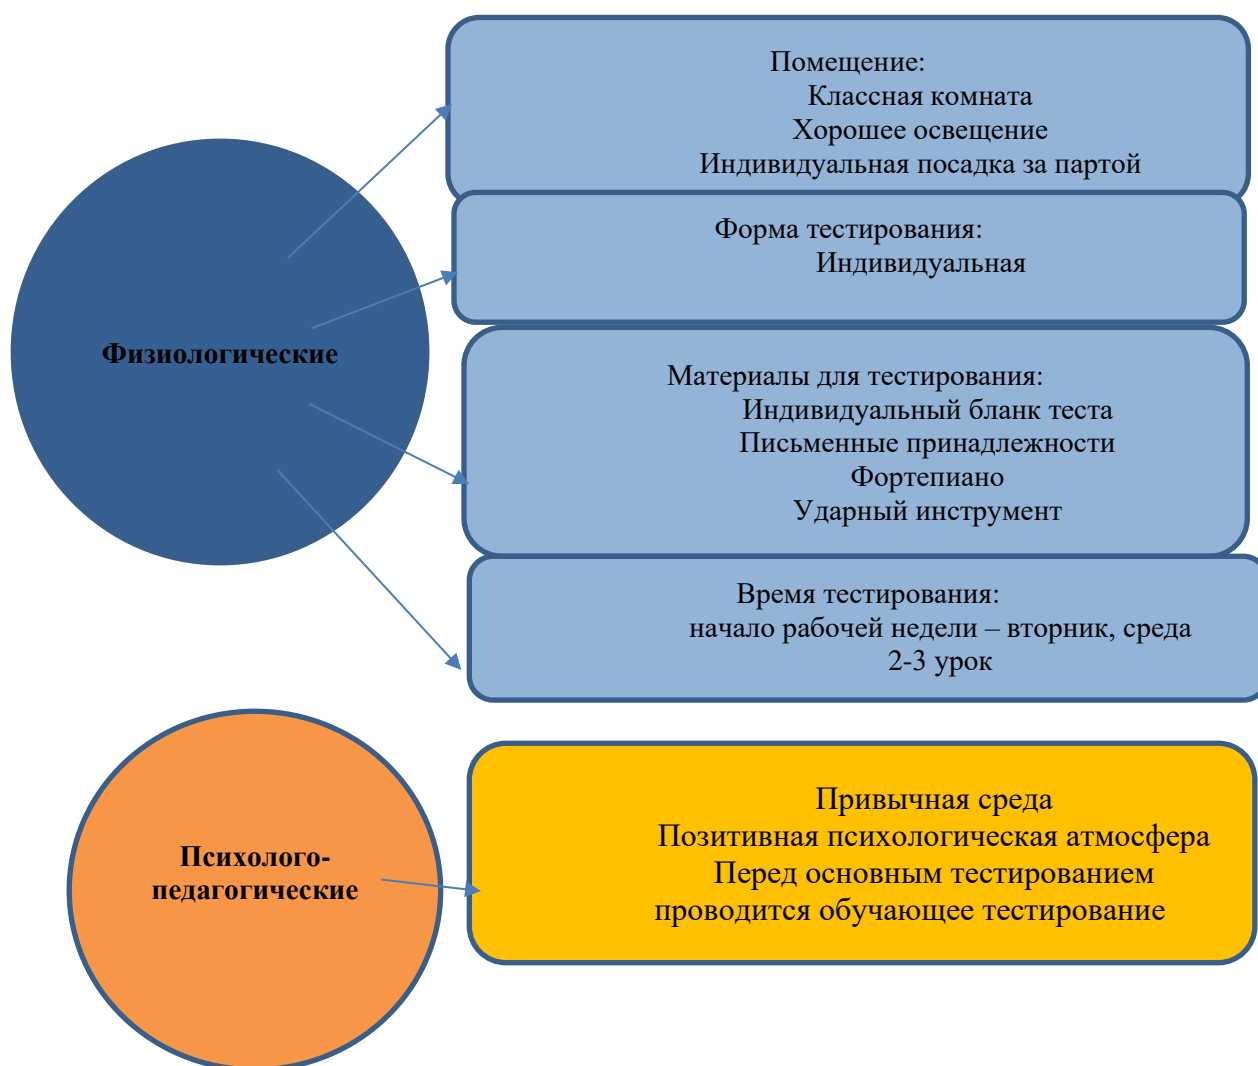 Помещение:
Классная комната
Хорошее освещение
Индивидуальная посадка за партой
Форма тестирования:
Индивидуальная
Физиологические
Материалы для тестирования:
Индивидуальный бланк теста
Письменные принадлежности
Фортепиано
Ударный инструмент
Время тестирования:
начало рабочей недели – вторник, среда
2-3 урок
Психолого-
педагогические
Привычная среда
Позитивная психологическая атмосфера
Перед основным тестированием
проводится обучающее тестирование